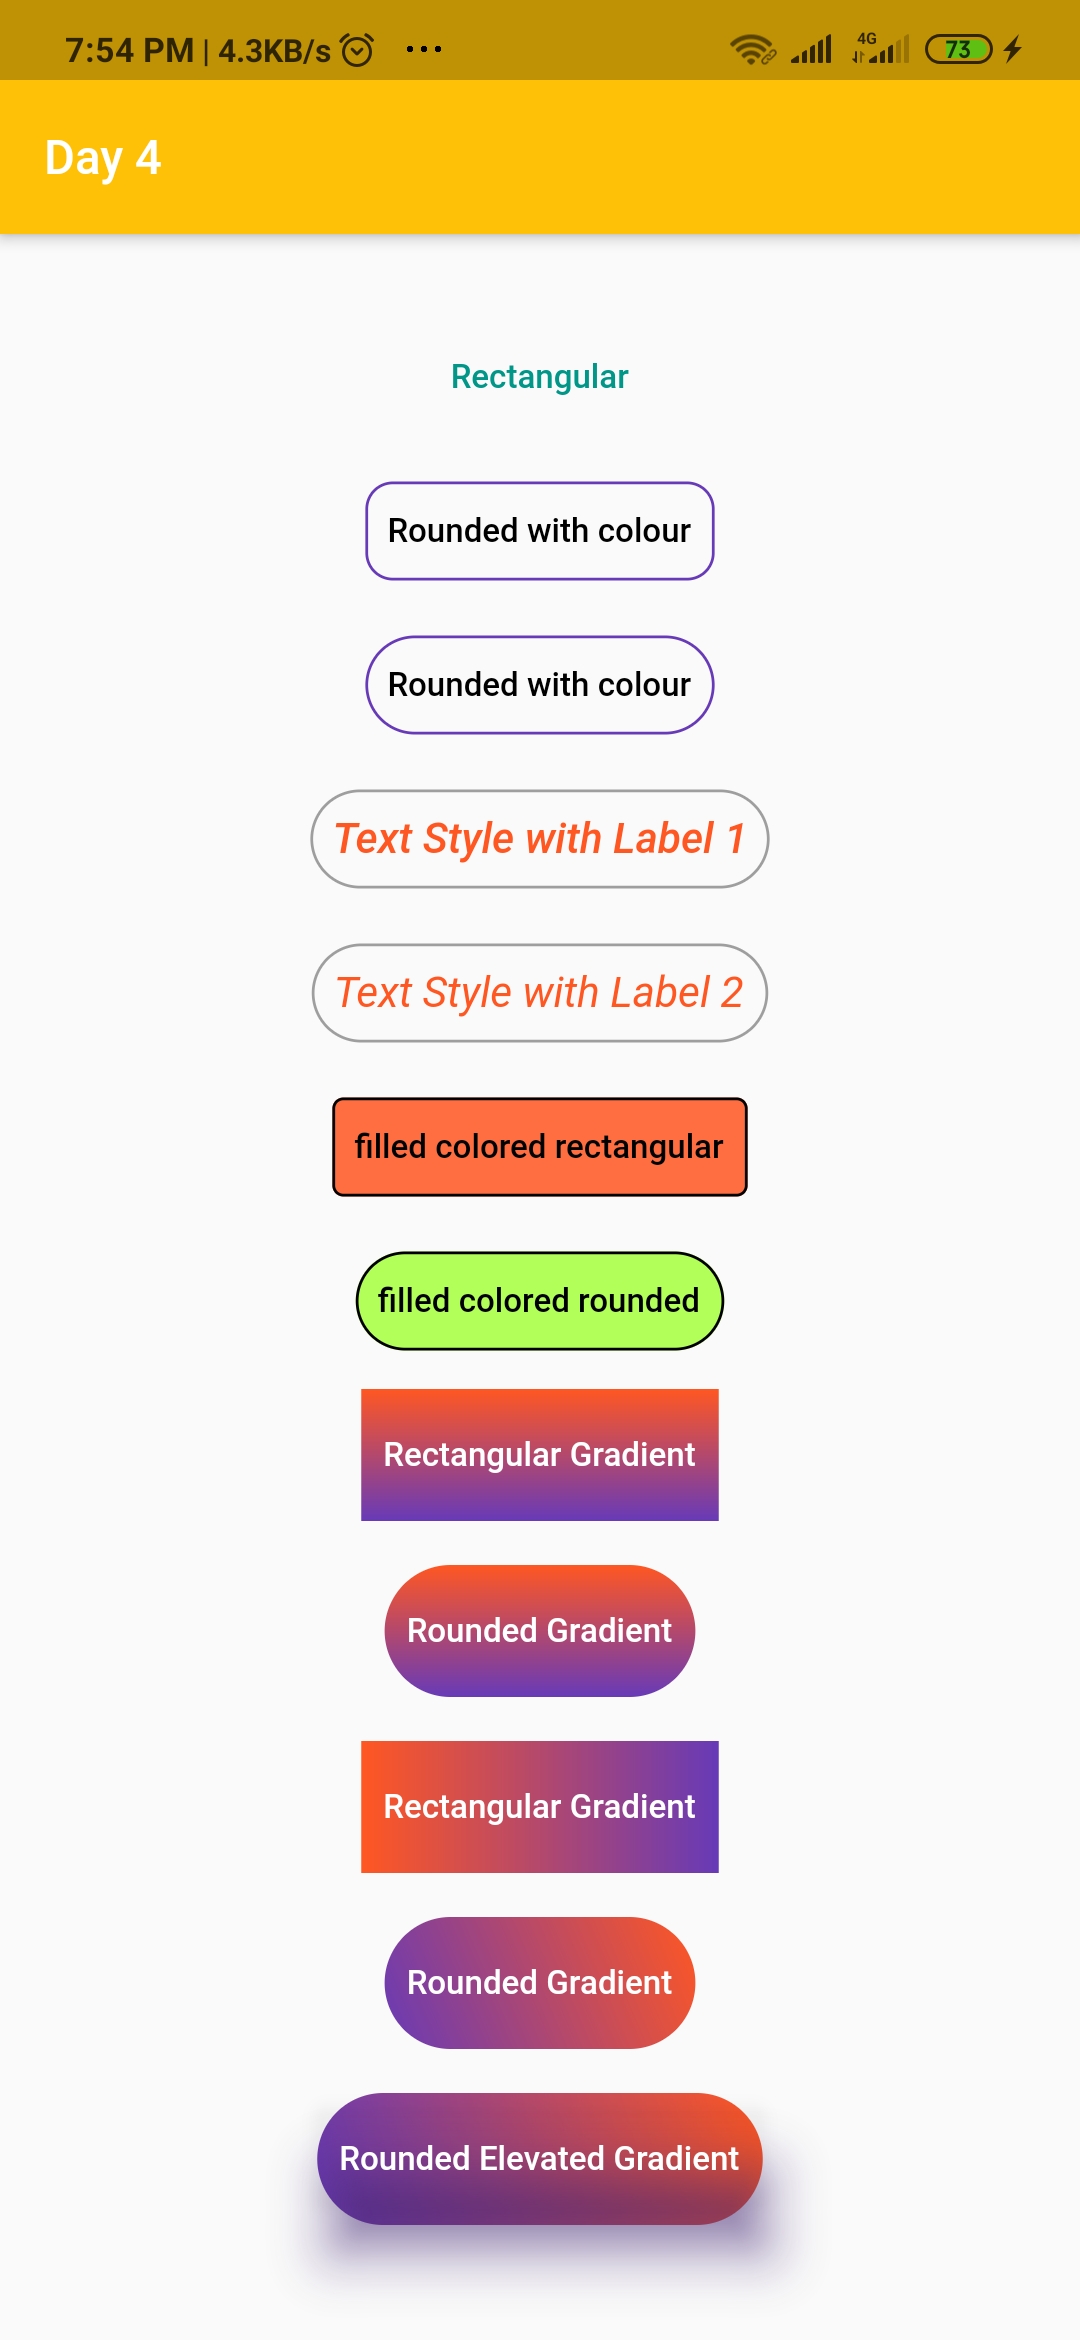 7:54 PM | 4.3KB/s ... 4G 73
Day 4
Rectangular
Rounded with colour
Rounded with colour
Text Style with Label 1
Text Style with Label 2
filled colored rectangular
filled colored rounded
Rectangular Gradient
Rounded Gradient
Rectangular Gradient
Rounded Gradient
Rounded Elevated Gradient